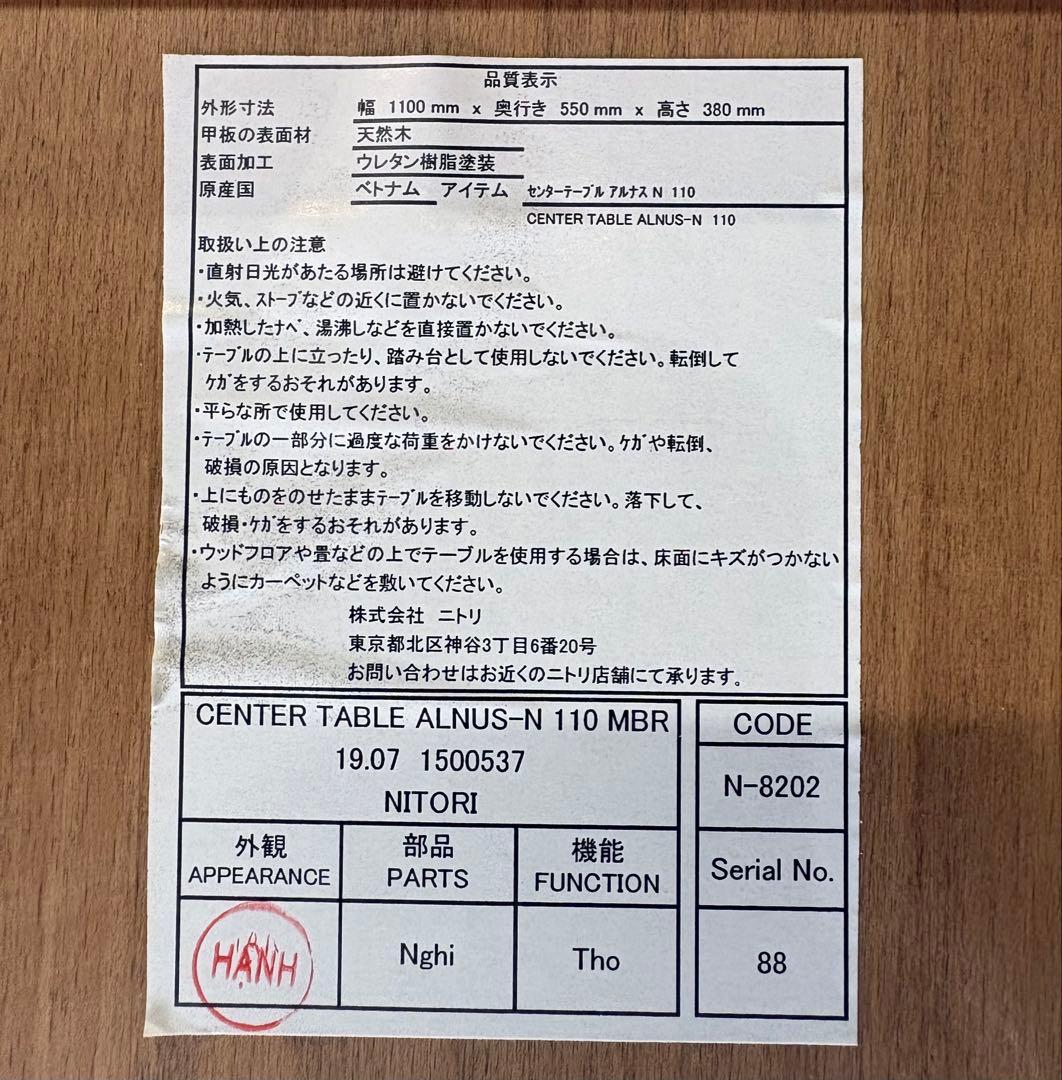 品質表示
外形寸法 幅 1100 mm x 奥行き 550 mm x 高さ 380 mm
甲板の表面材 天然木
表面加工 ウレタン樹脂塗装
原産国 ベトナム アイテム ｾﾝﾀｰﾃｰﾌﾞﾙ ｱﾙﾅｽ N 110
CENTER TABLE ALNUS-N 110
取扱い上の注意
･直射日光があたる場所は避けてください。
･火気、ｽﾄｰﾌﾞなどの近くに置かないでください。
･加熱したﾅﾍﾞ、湯沸しなどを直接置かないでください。
･ﾃｰﾌﾞﾙの上に立ったり、踏み台として使用しないでください。転倒して
ｹｶﾞをするおそれがあります。
･平らな所で使用してください。
･ﾃｰﾌﾞﾙの一部分に過度な荷重をかけないでください。ｹｶﾞや転倒、
破損の原因となります。
･上にものをのせたままﾃｰﾌﾞﾙを移動しないでください。落下して、
破損･ｹｶﾞをするおそれがあります。
･ウッドフロアや畳などの上でテーブルを使用する場合は、床面にキズがつかない
ようにカーペットなどを敷いてください。
株式会社 ニトリ
東京都北区神谷3丁目6番20号
お問い合わせはお近くのニトリ店舗にて承ります。
CENTER TABLE ALNUS-N 110 MBR
19.07 1500537
NITORI
CODE
N-8202
外観 部品 機能
APPEARANCE PARTS FUNCTION
Serial No.
HẠNH Nghi Tho 88